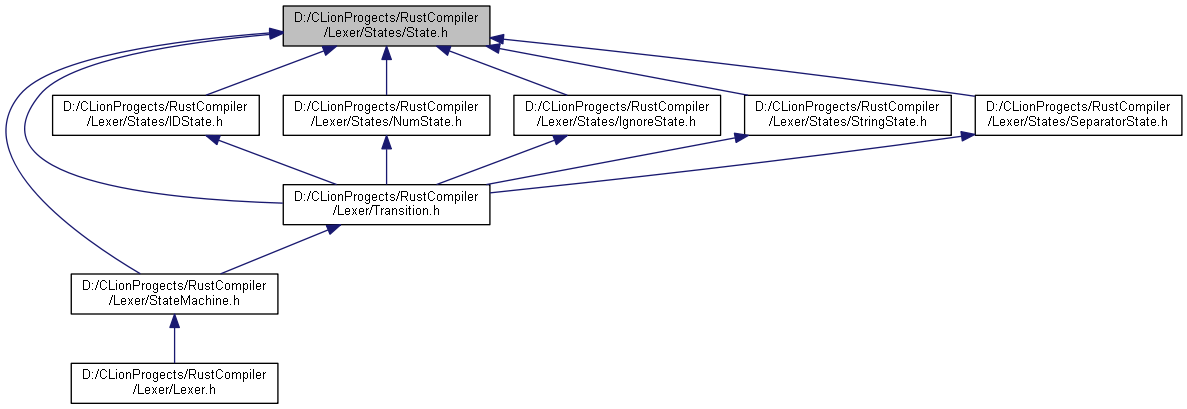 D:/CLionProgects/RustCompiler
/Lexer/States/State.h
D:/CLionProgects/RustCompiler
/Lexer/States/IDState.h
D:/CLionProgects/RustCompiler
/Lexer/States/NumState.h
D:/CLionProgects/RustCompiler
/Lexer/States/IgnoreState.h
D:/CLionProgects/RustCompiler
/Lexer/States/StringState.h
D:/CLionProgects/RustCompiler
/Lexer/States/SeparatorState.h
D:/CLionProgects/RustCompiler
/Lexer/Transition.h
D:/CLionProgects/RustCompiler
/Lexer/StateMachine.h
D:/CLionProgects/RustCompiler
/Lexer/Lexer.h